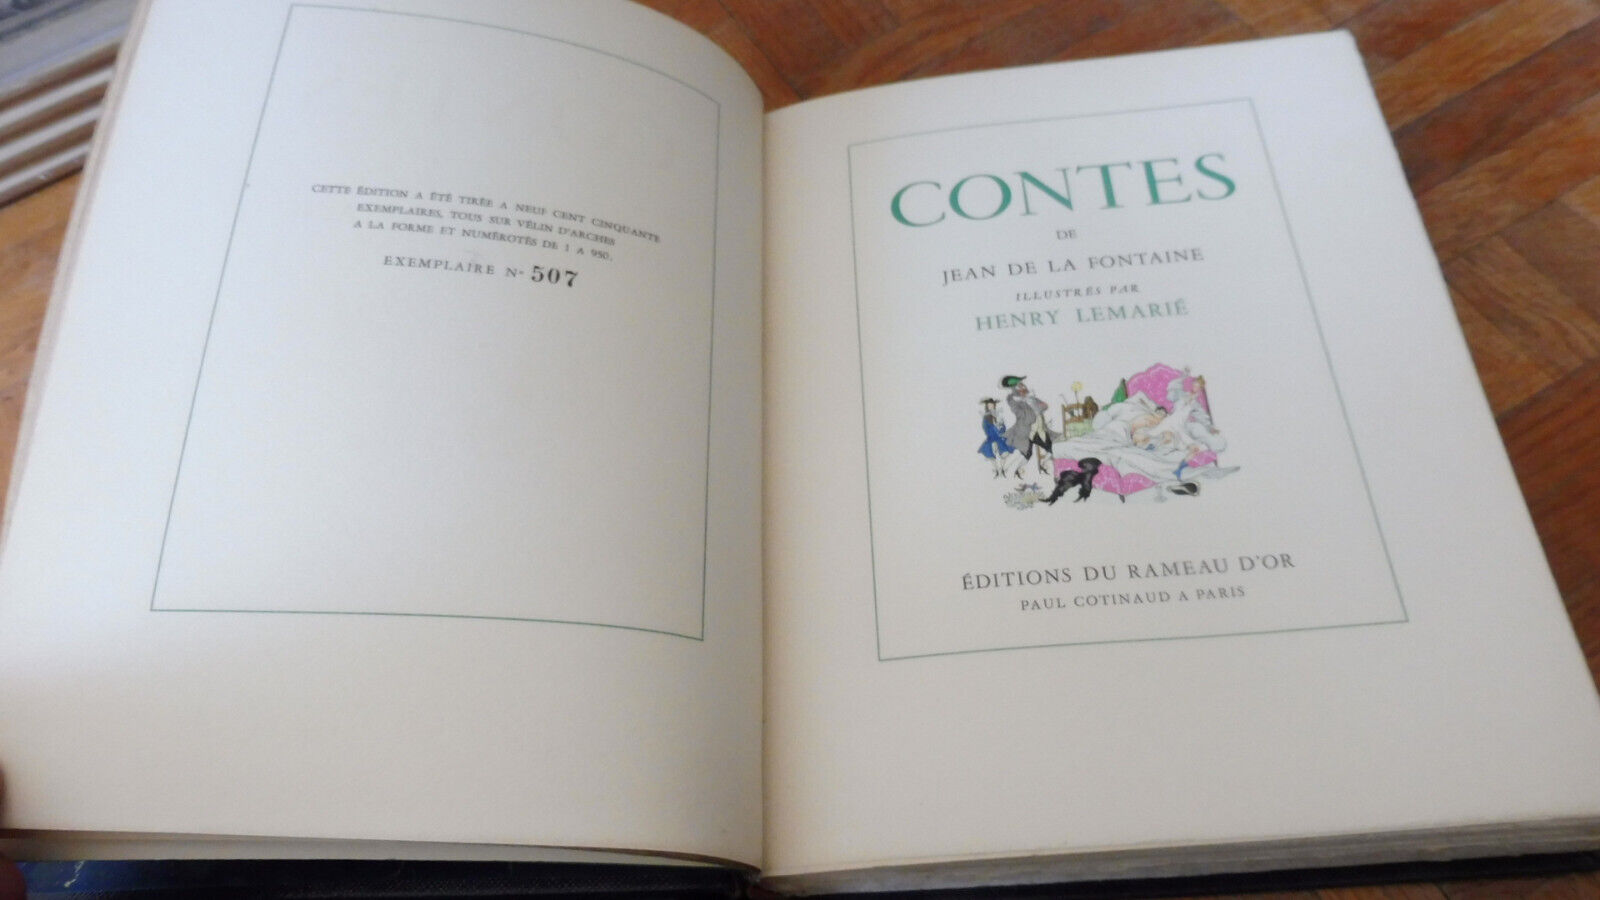 CETTE ÉDITION A ÉTÉ TIRÉE A NEUF CENT CINQUANTE
EXEMPLAIRES, TOUS SUR VÉLIN D'ARCHES
A LA FORME ET NUMÉROTÉS DE 1 A 950.
EXEMPLAIRE Nº 507
CONTES
DE
JEAN DE LA FONTAINE
ILLUSTRÉS PAR
HENRY LEMARIÉ
ÉDITIONS DU RAMEAU D'OR
PAUL COTINAUD A PARIS